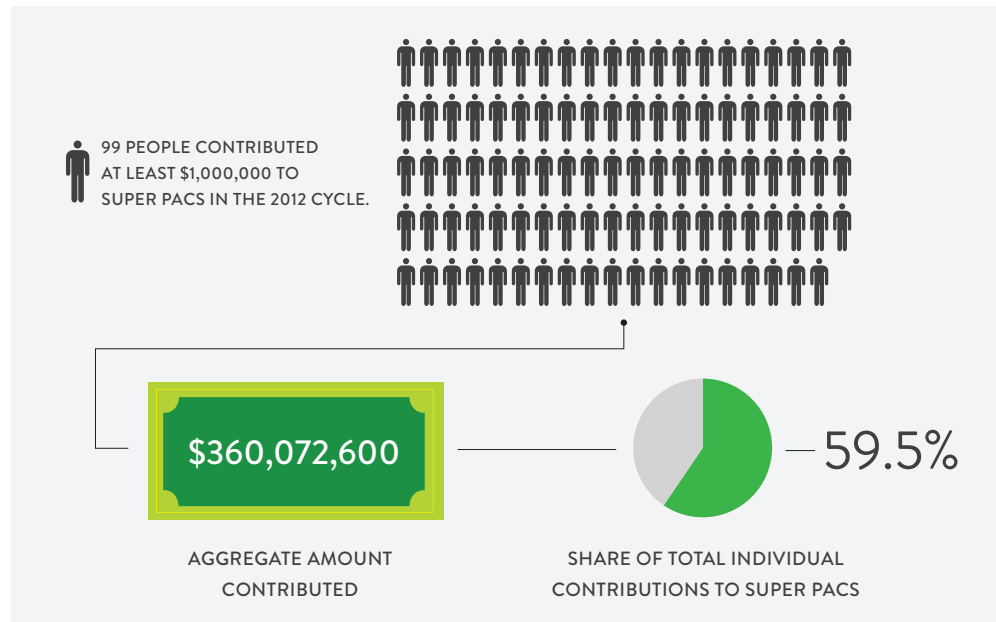 99 PEOPLE CONTRIBUTED
AT LEAST $1,000,000 TO
SUPER PACS IN THE 2012 CYCLE.
$360,072,600
59.5%
AGGREGATE AMOUNT
CONTRIBUTED
SHARE OF TOTAL INDIVIDUAL
CONTRIBUTIONS TO SUPER PACS